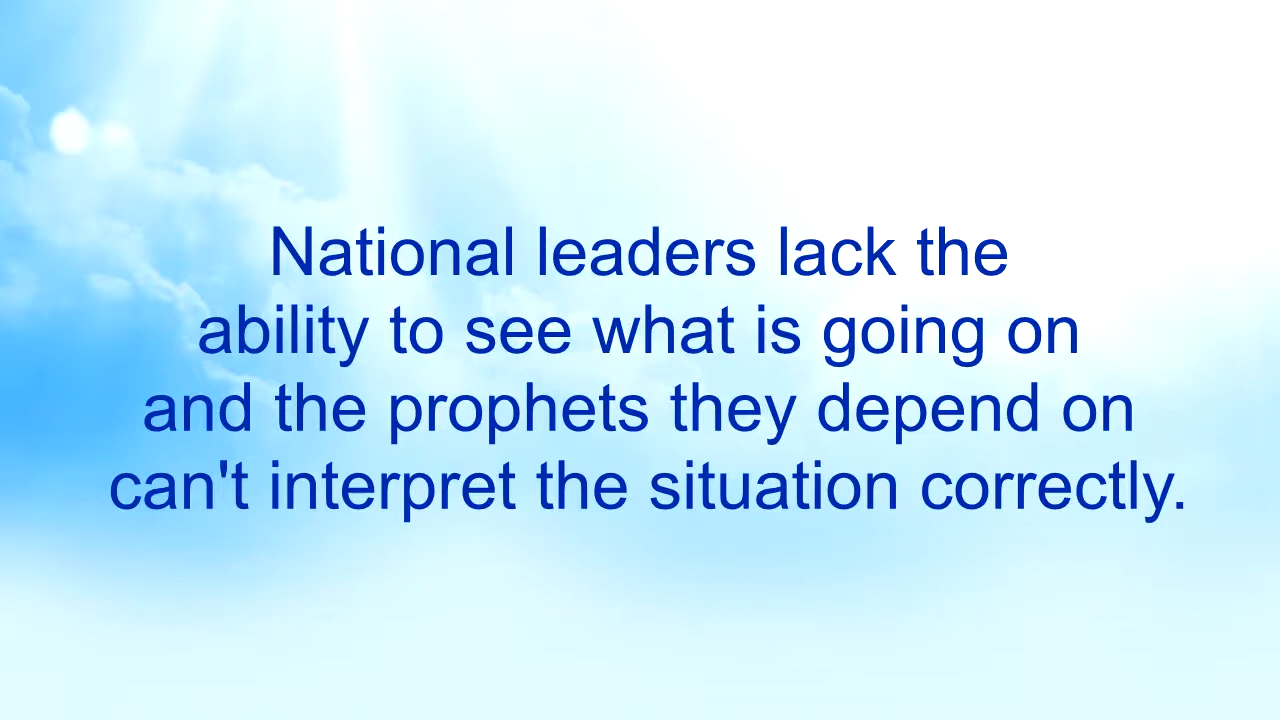 National leaders lack the
ability to see what is going on
and the prophets they depend on
can't interpret the situation correctly.